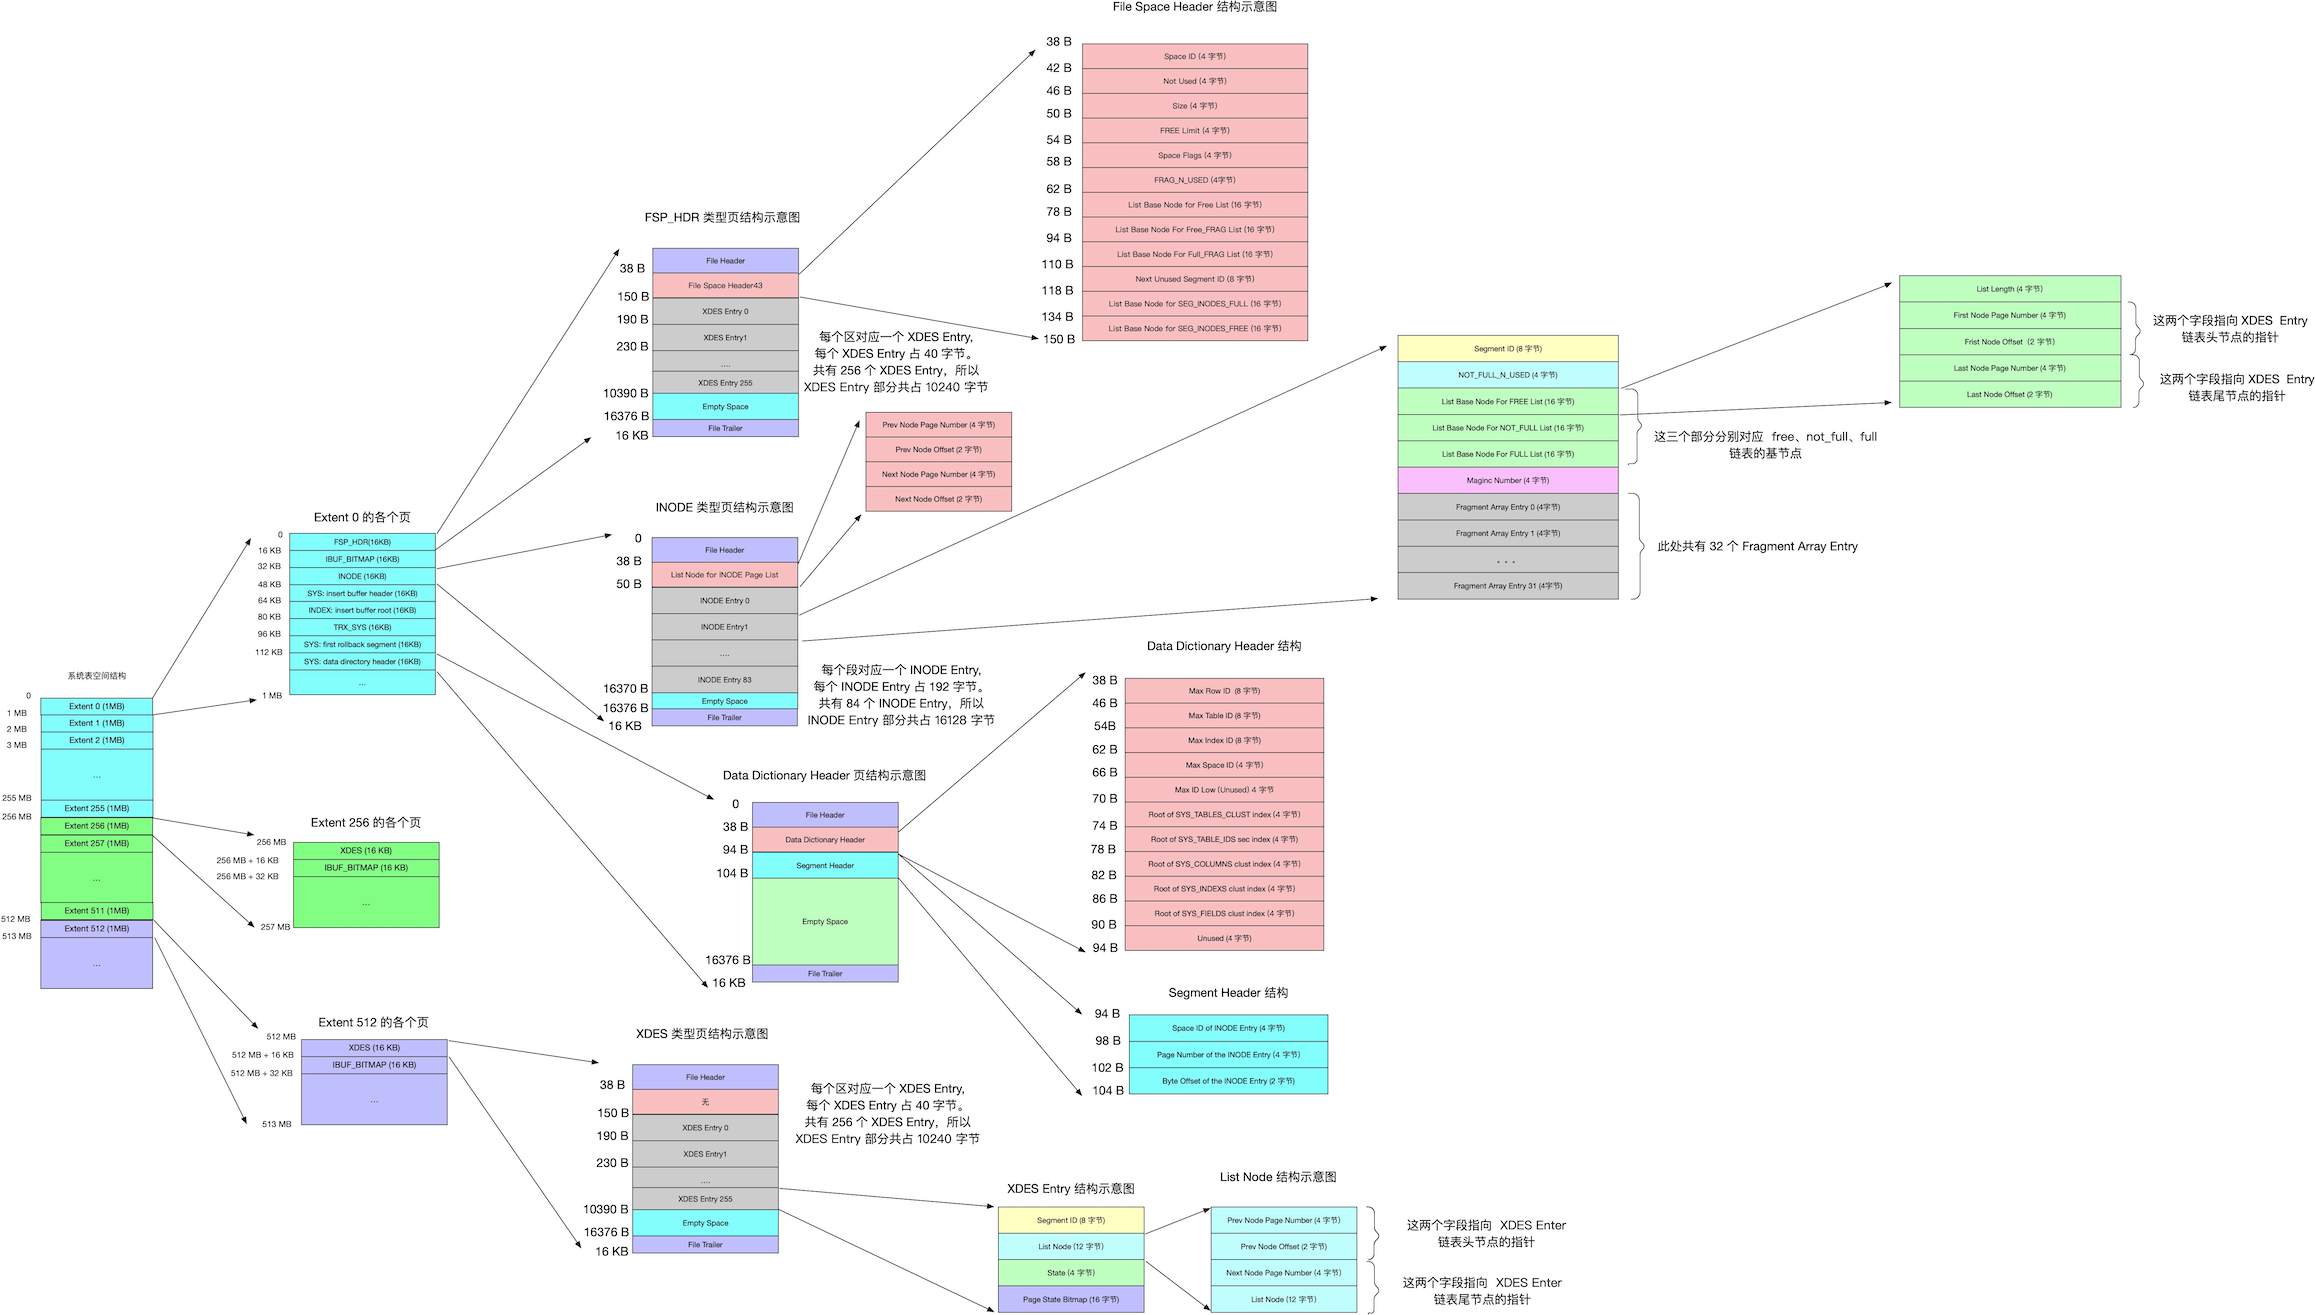 File Space Header 结构示意图
38 B
42 B
46 B
50 B
54 B
58 B
62 B
78 B
94 B
110 B
118 B
134 B
150 B
Space ID (4 字节)
Not Used (4 字节)
Size (4 字节)
FREE Limit (4 字节)
Space Flags (4 字节)
FRAG_N_USED (4字节)
List Base Node for Free List (16 字节)
List Base Node For Free_FRAG List (16 字节)
List Base Node For Full_FRAG List (16 字节)
Next Unused Segment ID (8 字节)
List Base Node for SEG_INODES_FULL (16 字节)
List Base Node for SEG_INODES_FREE (16 字节)
FSP_HDR 类型页结构示意图
38 B
150 B
190 B
230 B
10390 B
16376 B
16 KB
File Header
File Space Header43
XDES Entry 0
XDES Entry1
....
XDES Entry 255
Empty Space
File Trailer
每个区对应一个 XDES Entry,
每个 XDES Entry 占 40 字节。
共有 256 个 XDES Entry，所以
XDES Entry 部分共占 10240 字节
Prev Node Page Number (4 字节)
Prev Node Offset (2 字节)
Next Node Page Number (4 字节)
Next Node Offset (2 字节)
Segment ID (8 字节)
NOT_FULL_N_USED (4 字节)
List Base Node For FREE List (16 字节)
List Base Node For NOT_FULL List (16 字节)
List Base Node For FULL List (16 字节)
Maginc Number (4 字节)
Fragment Array Entry 0 (4字节)
Fragment Array Entry 1 (4字节)
。。。
Fragment Array Entry 31 (4字节)
这三个部分分别对应 free、not_full、full
链表的基节点
此处共有 32 个 Fragment Array Entry
List Length (4 字节)
First Node Page Number (4 字节)
Frist Node Offset（2 字节）
Last Node Page Number (4 字节)
Last Node Offset (2 字节)
这两个字段指向 XDES Entry
链表头节点的指针
这两个字段指向 XDES Entry
链表尾节点的指针
INODE 类型页结构示意图
0
38 B
50 B
16370 B
16376 B
16 KB
File Header
List Node for INODE Page List
INODE Entry 0
INODE Entry1
....
INODE Entry 83
Empty Space
File Trailer
每个段对应一个 INODE Entry,
每个 INODE Entry 占 192 字节。
共有 84 个 INODE Entry，所以
INODE Entry 部分共占 16128 字节
Extent 0 的各个页
0
16 KB
32 KB
48 KB
64 KB
80 KB
96 KB
112 KB
1 MB
FSP_HDR(16KB)
IBUF_BITMAP (16KB)
INODE (16KB)
SYS: insert buffer header (16KB)
INDEX: insert buffer root (16KB)
TRX_SYS (16KB)
SYS: first rollback segment (16KB)
SYS: data directory header (16KB)
...
系统表空间结构
0
1 MB
2 MB
3 MB
255 MB
256 MB
512 MB
513 MB
Extent 0 (1MB)
Extent 1 (1MB)
Extent 2 (1MB)
...
Extent 255 (1MB)
Extent 256 (1MB)
Extent 257 (1MB)
...
Extent 511 (1MB)
Extent 512 (1MB)
...
Extent 256 的各个页
256 MB
256 MB + 16 KB
256 MB + 32 KB
257 MB
XDES (16 KB)
IBUF_BITMAP (16 KB)
...
Data Dictionary Header 页结构示意图
0
38 B
94 B
104 B
16376 B
16 KB
File Header
Data Dictionary Header
Segment Header
Empty Space
File Trailer
Data Dictionary Header 结构
38 B
46 B
54B
62 B
66 B
70 B
74 B
78 B
82 B
86 B
90 B
94 B
Max Row ID (8 字节)
Max Table ID (8 字节)
Max Index ID (8 字节)
Max Space ID (4 字节)
Max ID Low (Unused) 4 字节
Root of SYS_TABLES_CLUST index (4 字节)
Root of SYS_TABLE_IDS sec index (4 字节)
Root of SYS_COLUMNS clust index (4 字节)
Root of SYS_INDEXS clust index (4 字节)
Root of SYS_FIELDS clust index (4 字节)
Unused (4 字节)
Segment Header 结构
94 B
98 B
102 B
104 B
Space ID of INODE Entry (4 字节)
Page Number of the INODE Entry (4 字节)
Byte Offset of the INODE Entry (2 字节)
Extent 512 的各个页
512 MB
512 MB + 16 KB
512 MB + 32 KB
513 MB
XDES (16 KB)
IBUF_BITMAP (16 KB)
...
XDES 类型页结构示意图
38 B
150 B
190 B
230 B
10390 B
16376 B
16 KB
File Header
无
XDES Entry 0
XDES Entry1
....
XDES Entry 255
Empty Space
File Trailer
每个区对应一个 XDES Entry,
每个 XDES Entry 占 40 字节。
共有 256 个 XDES Entry，所以
XDES Entry 部分共占 10240 字节
XDES Entry 结构示意图
Segment ID (8 字节)
List Node (12 字节)
State (4 字节)
Page State Bitmap (16 字节)
List Node 结构示意图
Prev Node Page Number (4 字节)
Prev Node Offset (2 字节)
Next Node Page Number (4 字节)
List Node (12 字节)
这两个字段指向 XDES Enter
链表头节点的指针
这两个字段指向 XDES Enter
链表尾节点的指针